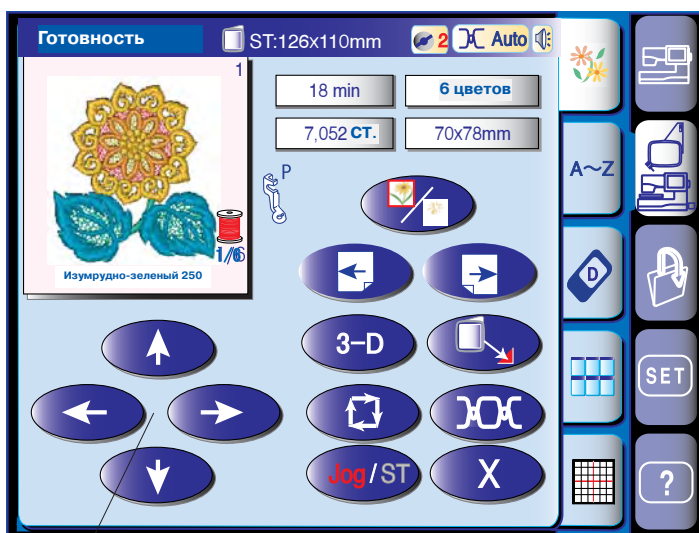 Готовность ST:126x110mm 2 Auto
1
18 min 6 цветов
7,052 СТ. 70x78mm
A~Z
P
1/6
Изумрудно-зеленый 250
D
3-D
SET
Jog/ST X
?